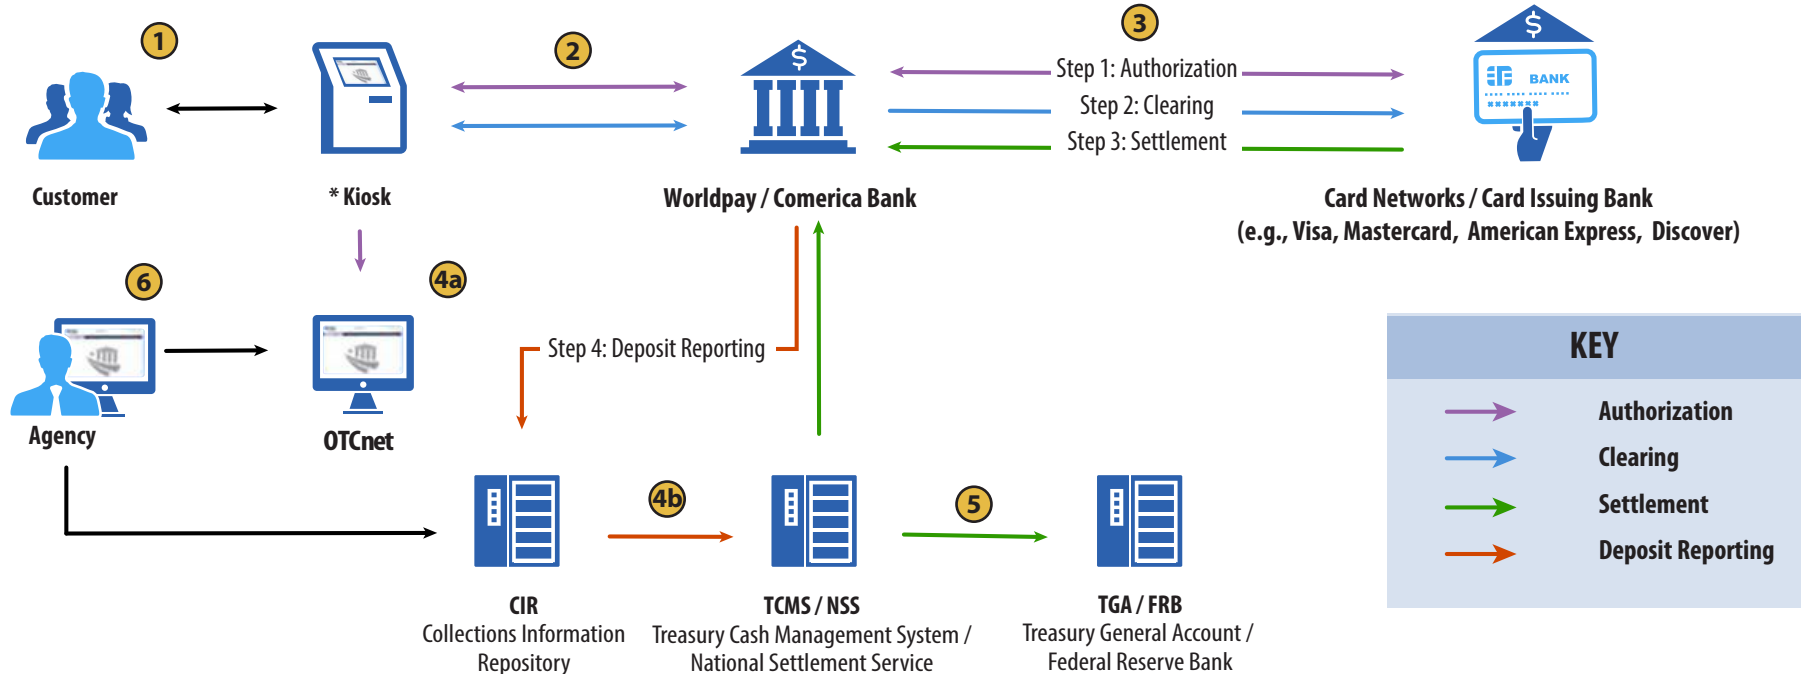 1
2
3
$
$
Step 1: Authorization
BANK
Step 2: Clearing
Step 3: Settlement
Customer
* Kiosk
Worldpay / Comerica Bank
Card Networks / Card Issuing Bank
(e.g., Visa, Mastercard, American Express, Discover)
6
4a
Step 4: Deposit Reporting
Agency
OTCnet
KEY
Authorization
Clearing
Settlement
Deposit Reporting
4b
5
CIR
Collections Information
Repository
TCMS / NSS
Treasury Cash Management System /
National Settlement Service
TGA / FRB
Treasury General Account /
Federal Reserve Bank